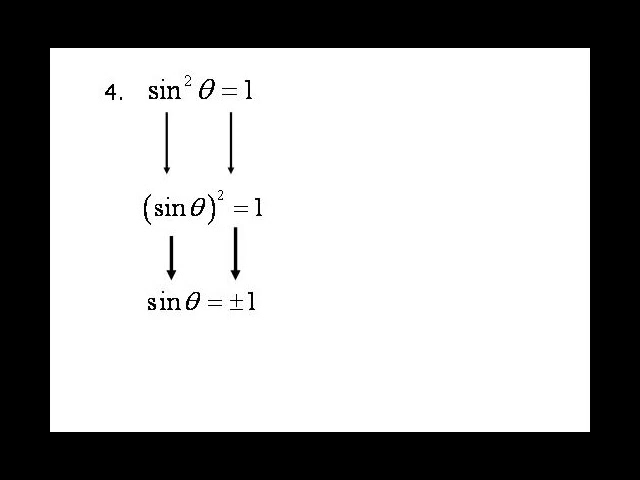 4. sin² θ = 1
(sin θ)² = 1
sin θ = ±1